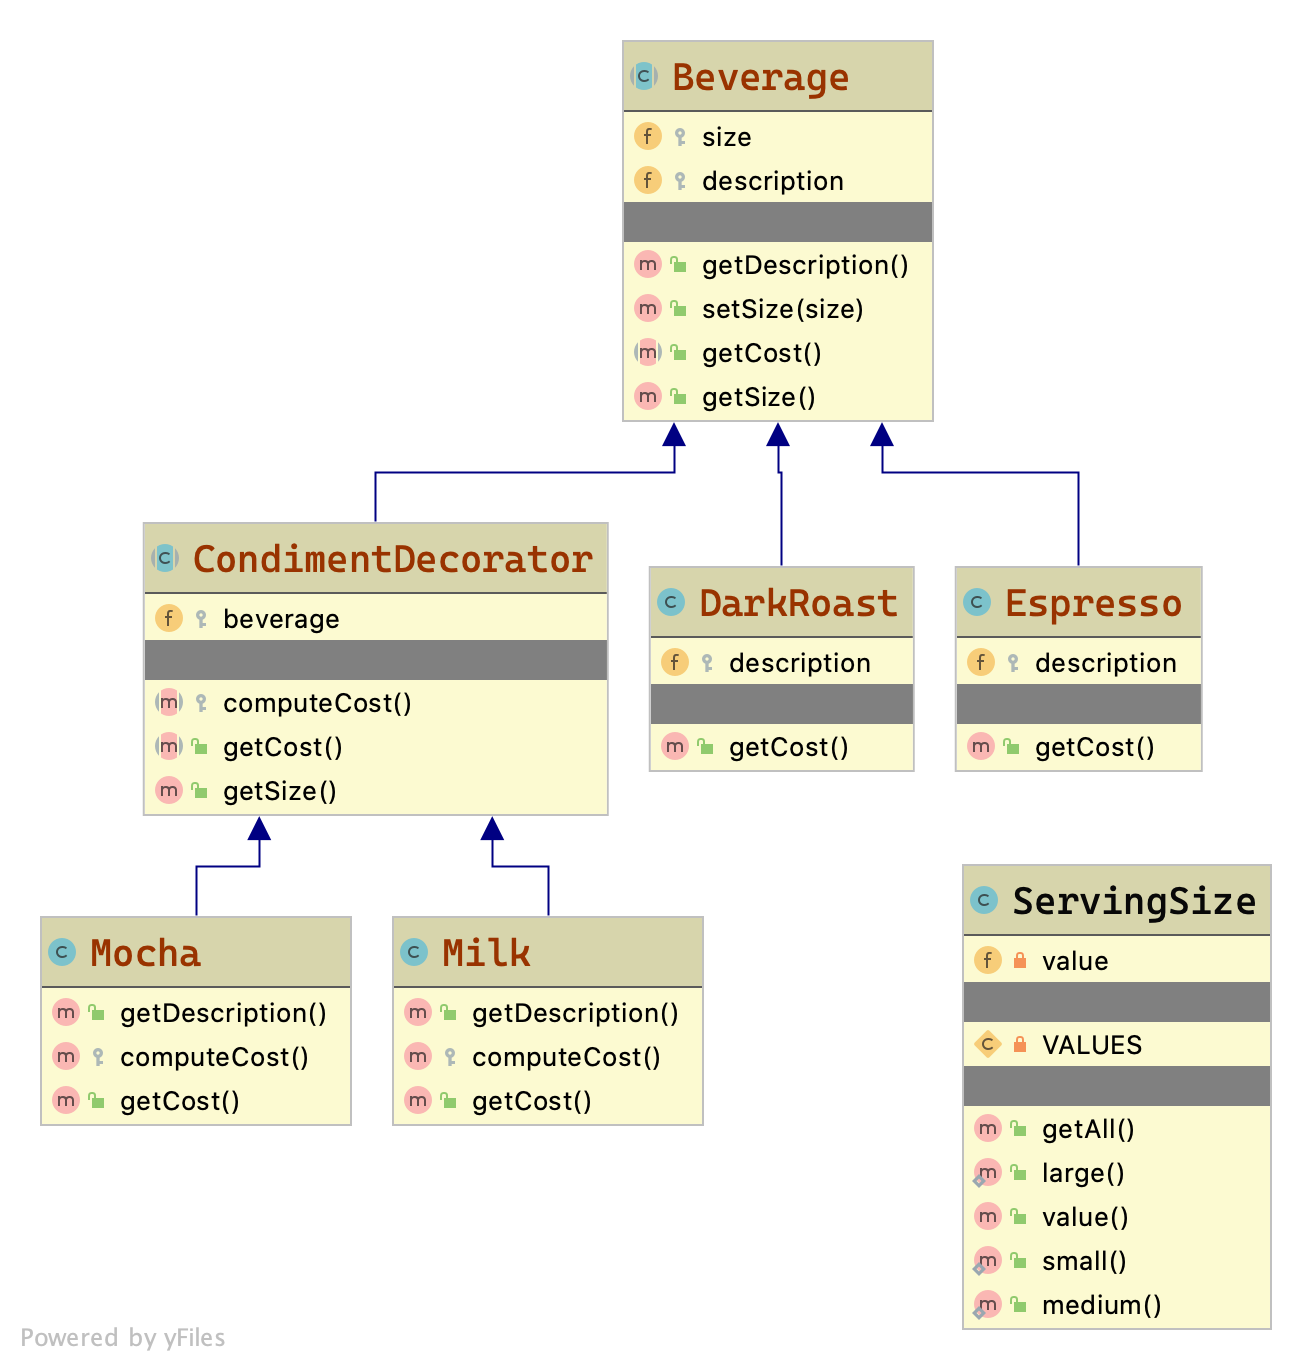 Beverage
size
description
getDescription()
setSize(size)
getCost()
getSize()
CondimentDecorator
beverage
computeCost()
getCost()
getSize()
DarkRoast
description
getCost()
Espresso
description
getCost()
Mocha
getDescription()
computeCost()
getCost()
Milk
getDescription()
computeCost()
getCost()
ServingSize
value
VALUES
getAll()
large()
value()
small()
medium()
Powered by yFiles